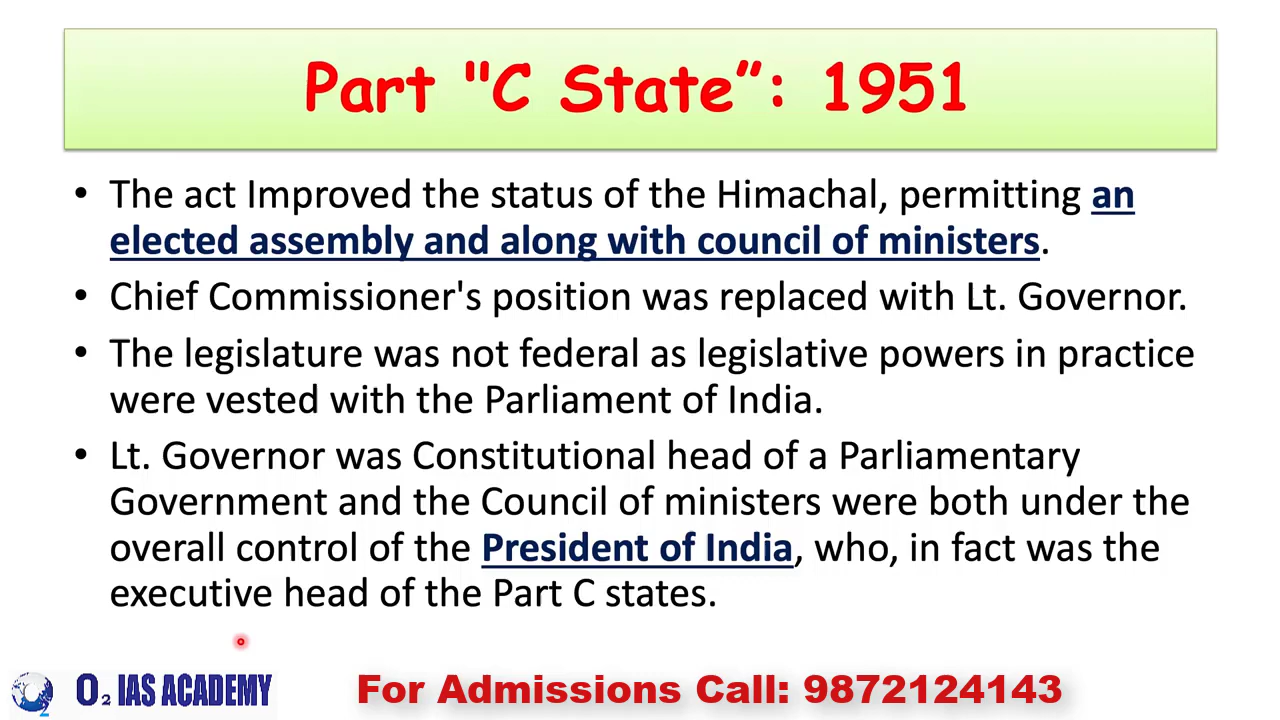 Part "C State”: 1951
• The act Improved the status of the Himachal, permitting an
elected assembly and along with council of ministers.
• Chief Commissioner's position was replaced with Lt. Governor.
• The legislature was not federal as legislative powers in practice
were vested with the Parliament of India.
• Lt. Governor was Constitutional head of a Parliamentary
Government and the Council of ministers were both under the
overall control of the President of India, who, in fact was the
executive head of the Part C states.
O₂ IAS ACADEMY
For Admissions Call: 9872124143